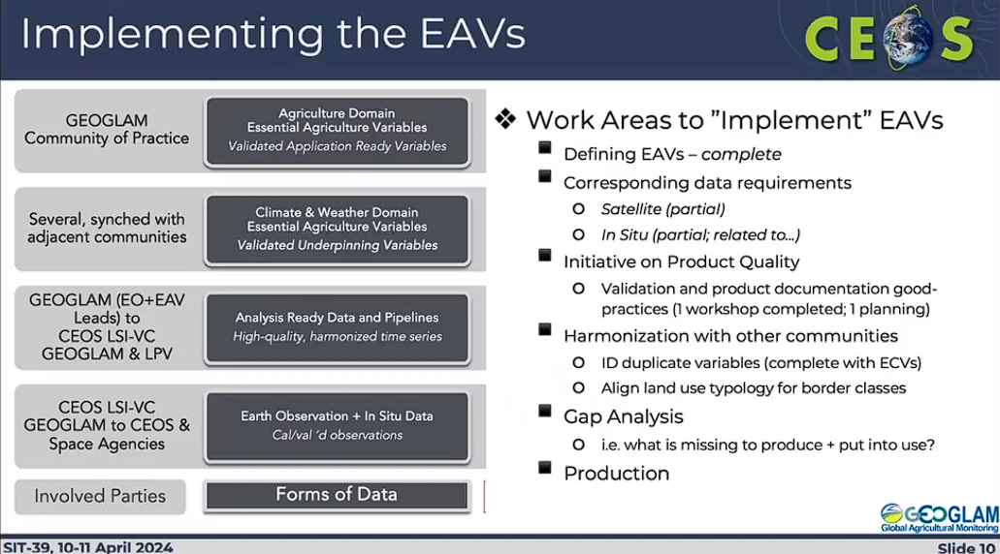 Implementing the EAVs
CEOS
GEOGLAM
Community of Practice
Agriculture Domain
Essential Agriculture Variables
Validated Application Ready Variables
Several, synched with
adjacent communities
Climate & Weather Domain
Essential Agriculture Variables
Validated Underpinning Variables
GEOGLAM (EO+EAV
Leads) to
CEOS LSI-VC
GEOGLAM & LPV
Analysis Ready Data and Pipelines
High-quality, harmonized time series
CEOS LSI-VC
GEOGLAM to CEOS &
Space Agencies
Earth Observation + In Situ Data
Cal/val 'd observations
Involved Parties
Forms of Data
❖ Work Areas to ”Implement” EAVs
■ Defining EAVs – complete
■ Corresponding data requirements
o Satellite (partial)
o In Situ (partial; related to...)
■ Initiative on Product Quality
o Validation and product documentation good-
practices (1 workshop completed; 1 planning)
■ Harmonization with other communities
o ID duplicate variables (complete with ECVs)
o Align land use typology for border classes
■ Gap Analysis
o i.e. what is missing to produce + put into use?
■ Production
GEOGLAM
Global Agricultural Monitoring
SIT-39, 10-11 April 2024
Slide 10